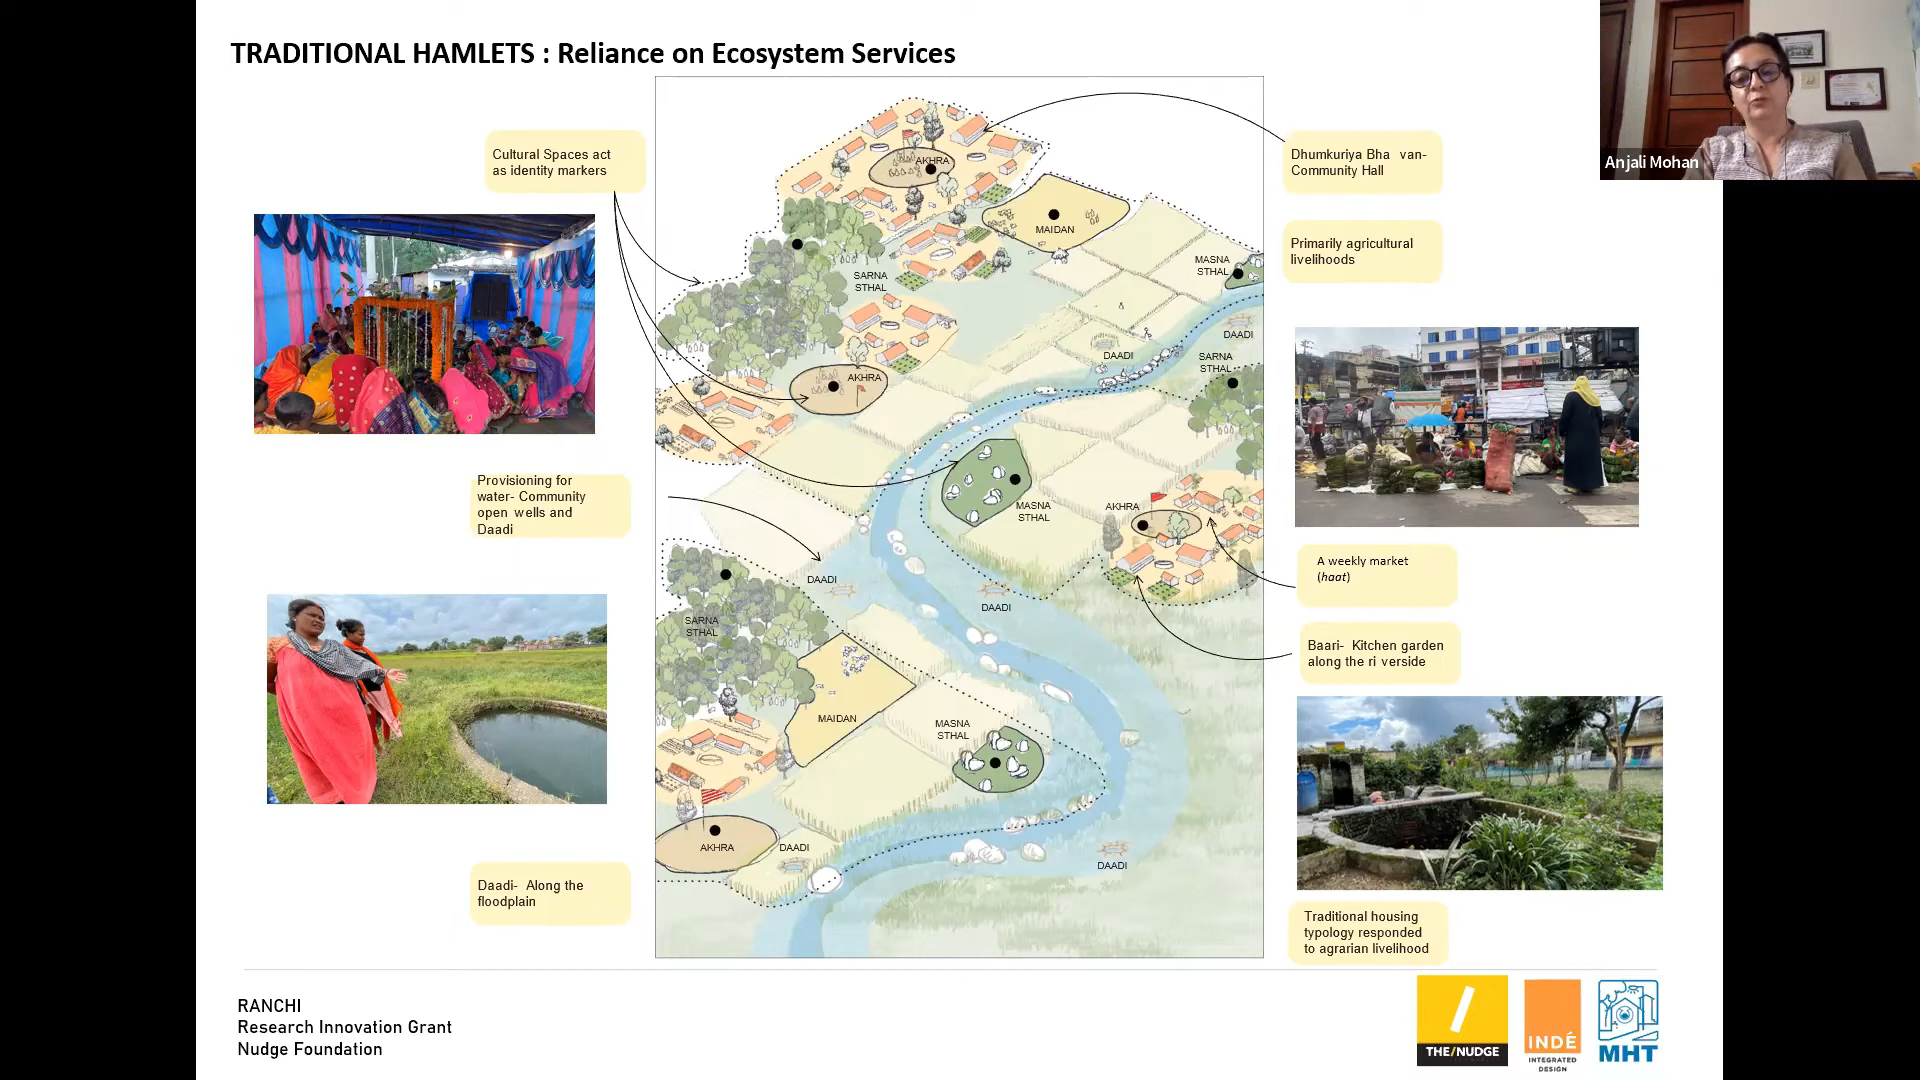 TRADITIONAL HAMLETS : Reliance on Ecosystem Services
Anjali Mohan
Cultural Spaces act
as identity markers
Provisioning for
water- Community
open wells and
Daadi
Daadi- Along the
floodplain
AKHRA
MAIDAN
SARNA
STHAL
MASNA
STHAL
DAADI
DAADI
SARNA
STHAL
AKHRA
MASNA
STHAL
AKHRA
DAADI
DAADI
SARNA
STHAL
MAIDAN
MASNA
STHAL
AKHRA
DAADI
DAADI
Dhumkuriya Bha van-
Community Hall
Primarily agricultural
livelihoods
A weekly market
(haat)
Baari- Kitchen garden
along the ri verside
Traditional housing
typology responded
to agrarian livelihood
RANCHI
Research Innovation Grant
Nudge Foundation
THE/NUDGE
INDÉ
INTEGRATED
DESIGN
MHT